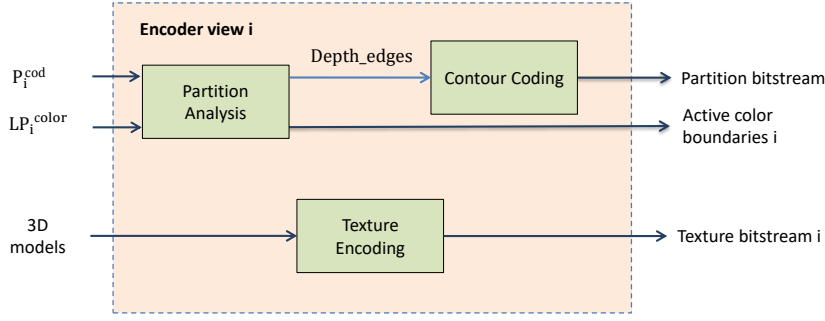 Encoder view i
P_i^cod
LP_i^color
Partition
Analysis
Depth_edges
Contour Coding
Partition bitstream
Active color
boundaries i
3D
models
Texture
Encoding
Texture bitstream i